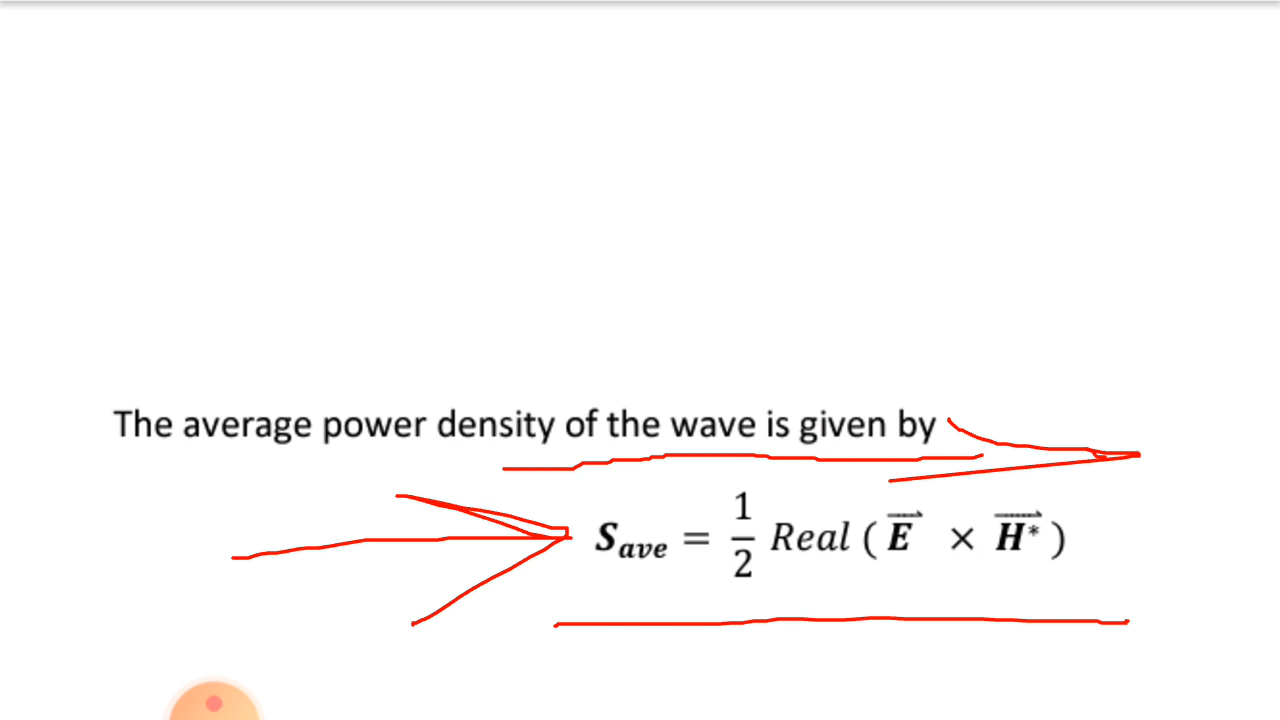 The average power density of the wave is given by
S_ave = 1/2 Real ( E⃗ × H⃗* )